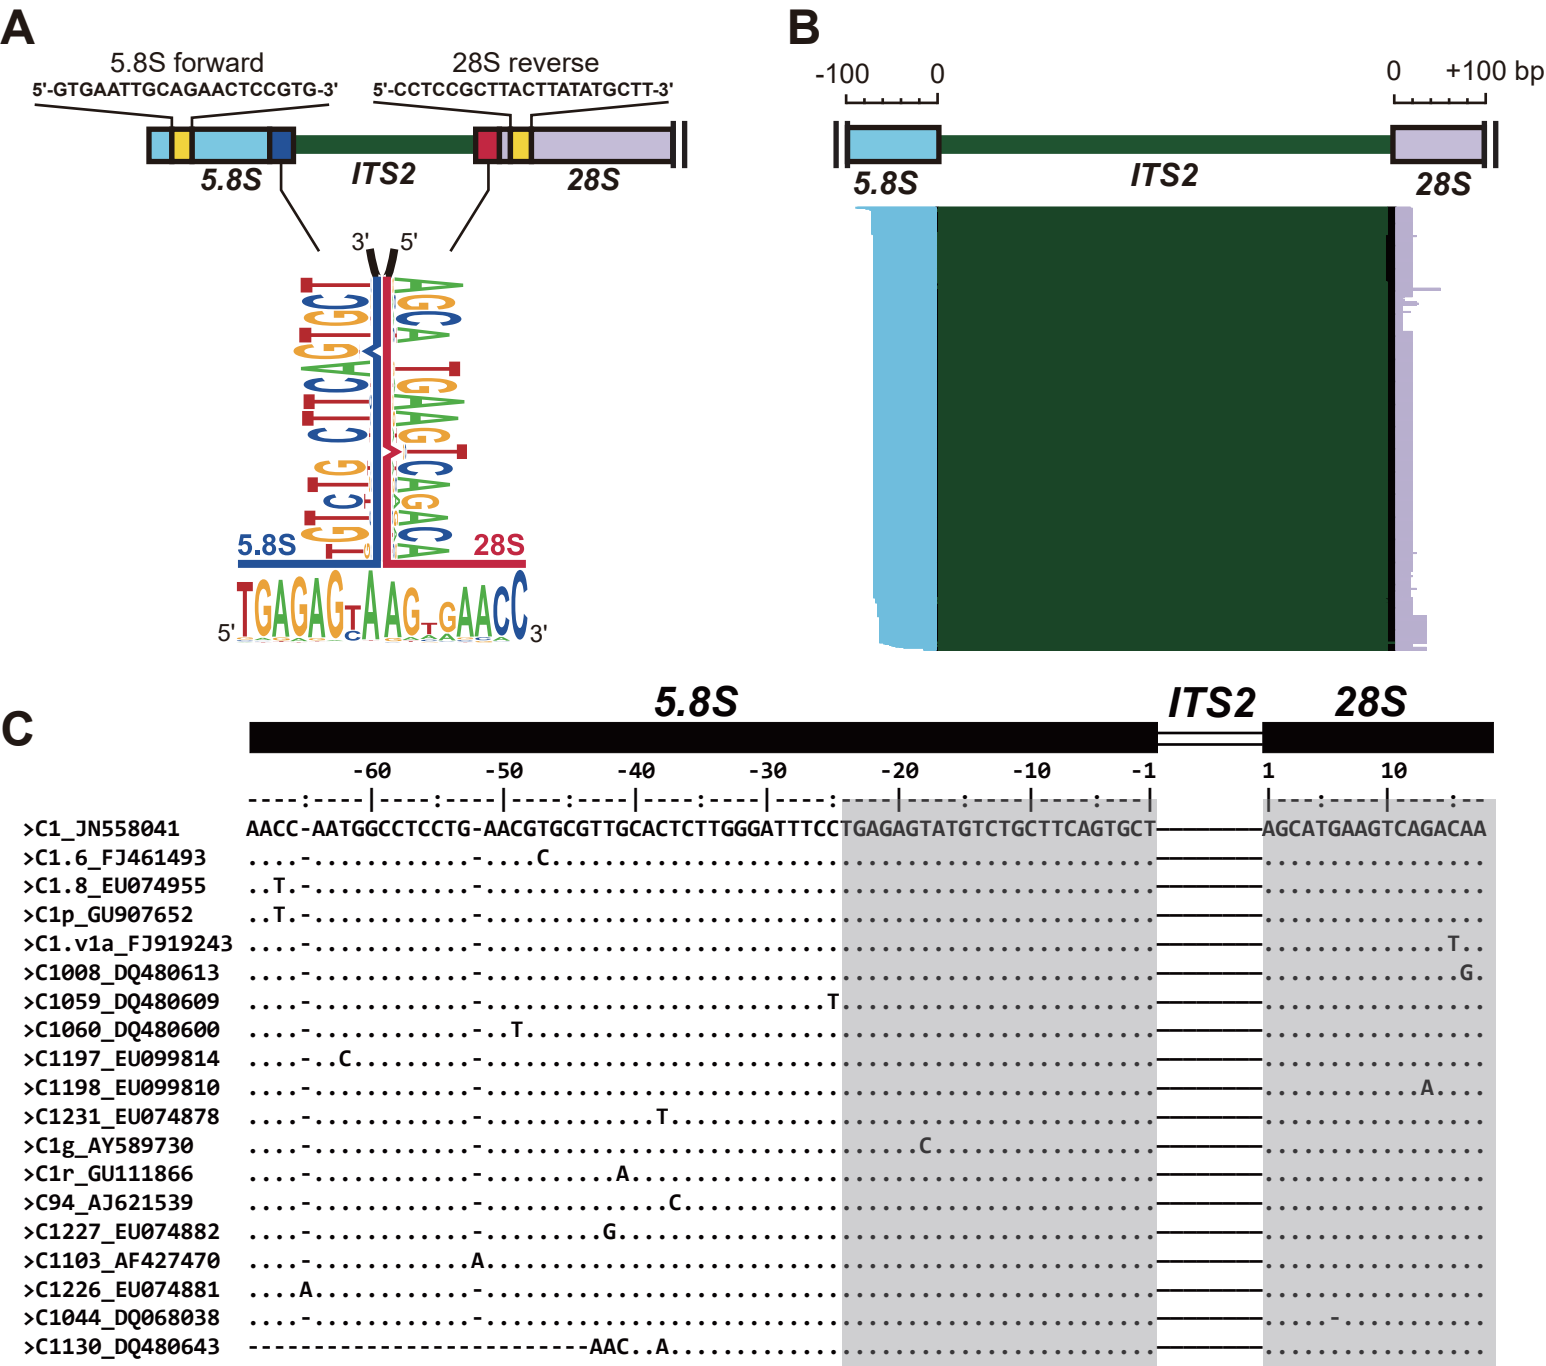 A
5.8S forward
5'-GTGAATTGCAGAACTCCGTG-3'
28S reverse
5'-CCTCCGCTTACTTATATGCTT-3'
5.8S
ITS2
28S
3' 5'
T
C
G
T
G
A
C
T
T
C
G
T
C
T
G
T
A
G
C
A
T
G
A
A
G
T
C
A
G
A
C
A
5.8S
28S
5' TGAGAGTAAGTGAACC 3'
B
-100 0
0 +100 bp
5.8S
ITS2
28S
C
5.8S ITS2 28S
-60 -50 -40 -30 -20 -10 -1 1 10
>C1_JN558041 AACC-AATGGCCTCCTG-AACGTGCGTTGCACTCTTGGGATTTCCTGAGAGTATGTCTGCTTCAGTGCT————————AGCATGAAGTCAGACAA
>C1.6_FJ461493 ....-............-....C..............................................————————.................
>C1.8_EU074955 ..T.-............-...................................................————————.................
>C1p_GU907652 ..T.-............-...................................................————————.................
>C1.v1a_FJ919243 ....-............-...................................................————————..............T..
>C1008_DQ480613 ....-............-...................................................————————...............G.
>C1059_DQ480609 ....-............-..........................T........................————————.................
>C1060_DQ480600 ....-............-..T................................................————————.................
>C1197_EU099814 ....-..C.........-...................................................————————.................
>C1198_EU099810 ....-............-...................................................————————............A....
>C1231_EU074878 ....-............-.............T.....................................————————.................
>C1g_AY589730 ....-............-.................................C.................————————.................
>C1r_GU111866 ....-............-..........A........................................————————.................
>C94_AJ621539 ....-............-..............C....................................————————.................
>C1227_EU074882 ....-............-.........G.........................................————————.................
>C1103_AF427470 ....-............A...................................................————————.................
>C1226_EU074881 ....A............-...................................................————————.................
>C1044_DQ068038 ....-............-...................................................————————.....-...........
>C1130_DQ480643 --------------------------AAC..A.....................................————————.................